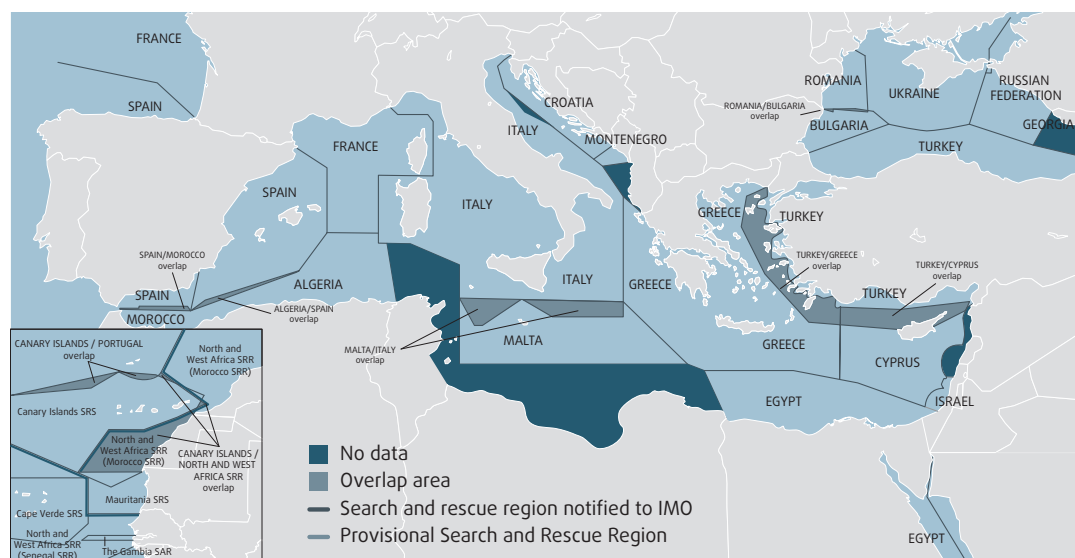 FRANCE
SPAIN
SPAIN
FRANCE
ITALY
CROATIA
ITALY
MONTENEGRO
ITALY
GREECE
GREECE
TURKEY
ROMANIA
ROMANIA/BULGARIA
overlap
BULGARIA
UKRAINE
RUSSIAN
FEDERATION
GEORGIA
TURKEY
SPAIN/MOROCCO
overlap
SPAIN
MOROCCO
ALGERIA
ALGERIA/SPAIN
overlap
MALTA/ITALY
overlap
MALTA
TURKEY/GREECE
overlap
TURKEY/CYPRUS
overlap
TURKEY
GREECE
CYPRUS
ISRAEL
EGYPT
EGYPT
CANARY ISLANDS / PORTUGAL
overlap
North and
West Africa SRR
(Morocco SRR)
Canary Islands SRS
North and
West Africa SRR
(Morocco SRR)
CANARY ISLANDS /
NORTH AND WEST
AFRICA SRR
overlap
Mauritania SRS
Cape Verde SRS
North and
West Africa SRR
(Senegal SRR)
The Gambia SAR
No data
Overlap area
Search and rescue region notified to IMO
Provisional Search and Rescue Region